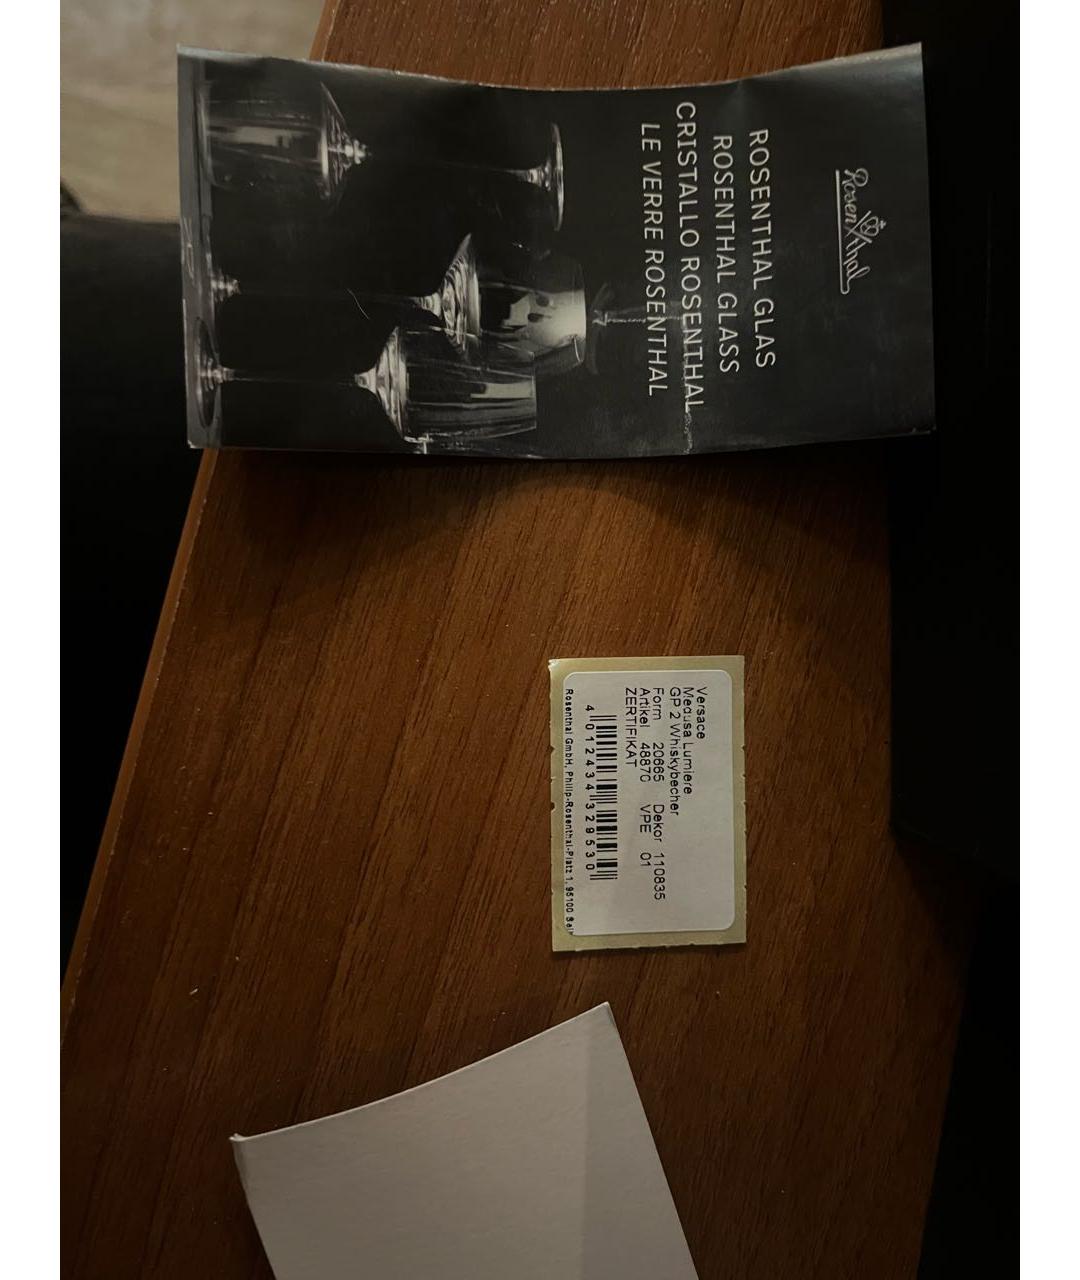 Rosenthal
ROSENTHAL GLAS
ROSENTHAL GLASS
CRISTALLO ROSENTHAL
LE VERRE ROSENTHAL
Versace
Medusa Lumiere
GP 2 Whiskybecher
Form 20665 Dekor 110835
Artikel 48870 VPE 01
ZERTIFIKAT
4 012434 329530
Rosenthal GmbH, Philip-Rosenthal-Platz 1, 95100